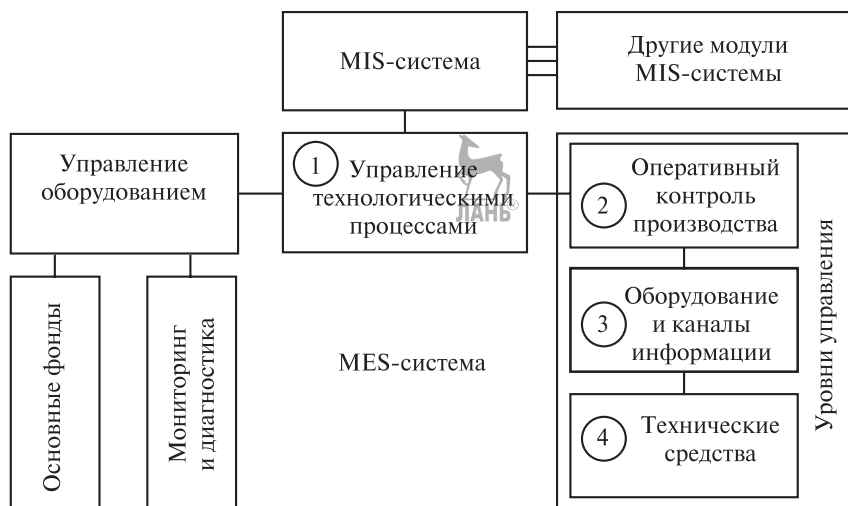 MIS-система
Другие модули
MIS-системы
Управление
оборудованием
1
Управление
технологическими
процессами
ЛАНЬ®
2
Оперативный
контроль
производства
3
Оборудование
и каналы
информации
4
Технические
средства
Уровни управления
MES-система
Основные фонды
Мониторинг
и диагностика